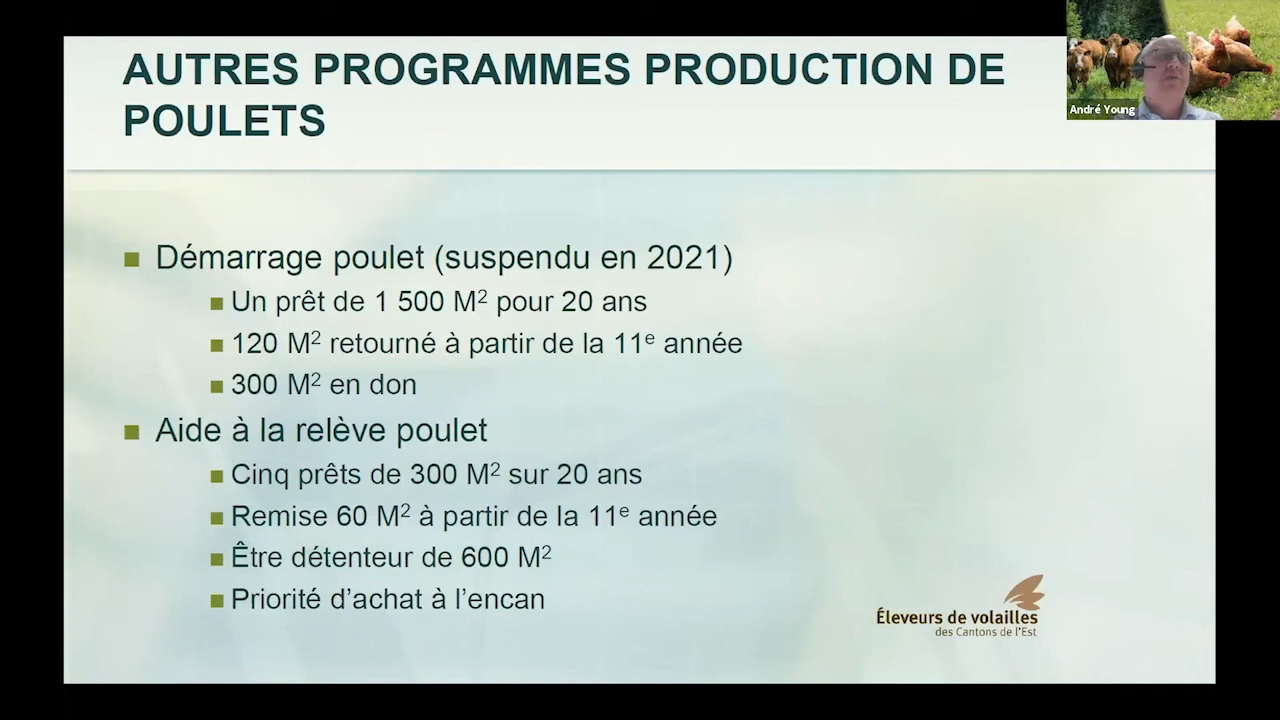 AUTRES PROGRAMMES PRODUCTION DE
POULETS
André Young
Démarrage poulet (suspendu en 2021)
Un prêt de 1 500 M² pour 20 ans
120 M² retourné à partir de la 11ᵉ année
300 M² en don
Aide à la relève poulet
Cinq prêts de 300 M² sur 20 ans
Remise 60 M² à partir de la 11ᵉ année
Être détenteur de 600 M²
Priorité d’achat à l’encan
Éleveurs de volailles
des Cantons de l'Est